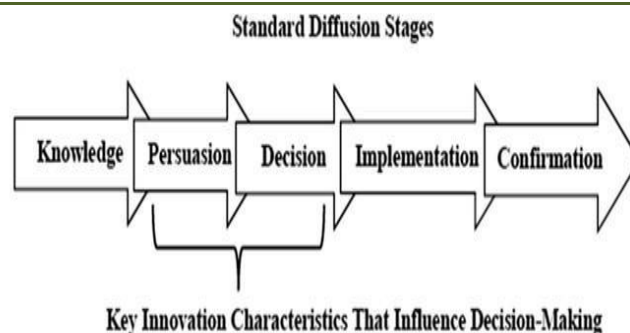 Standard Diffusion Stages
Knowledge Persuasion Decision Implementation Confirmation
Key Innovation Characteristics That Influence Decision-Making